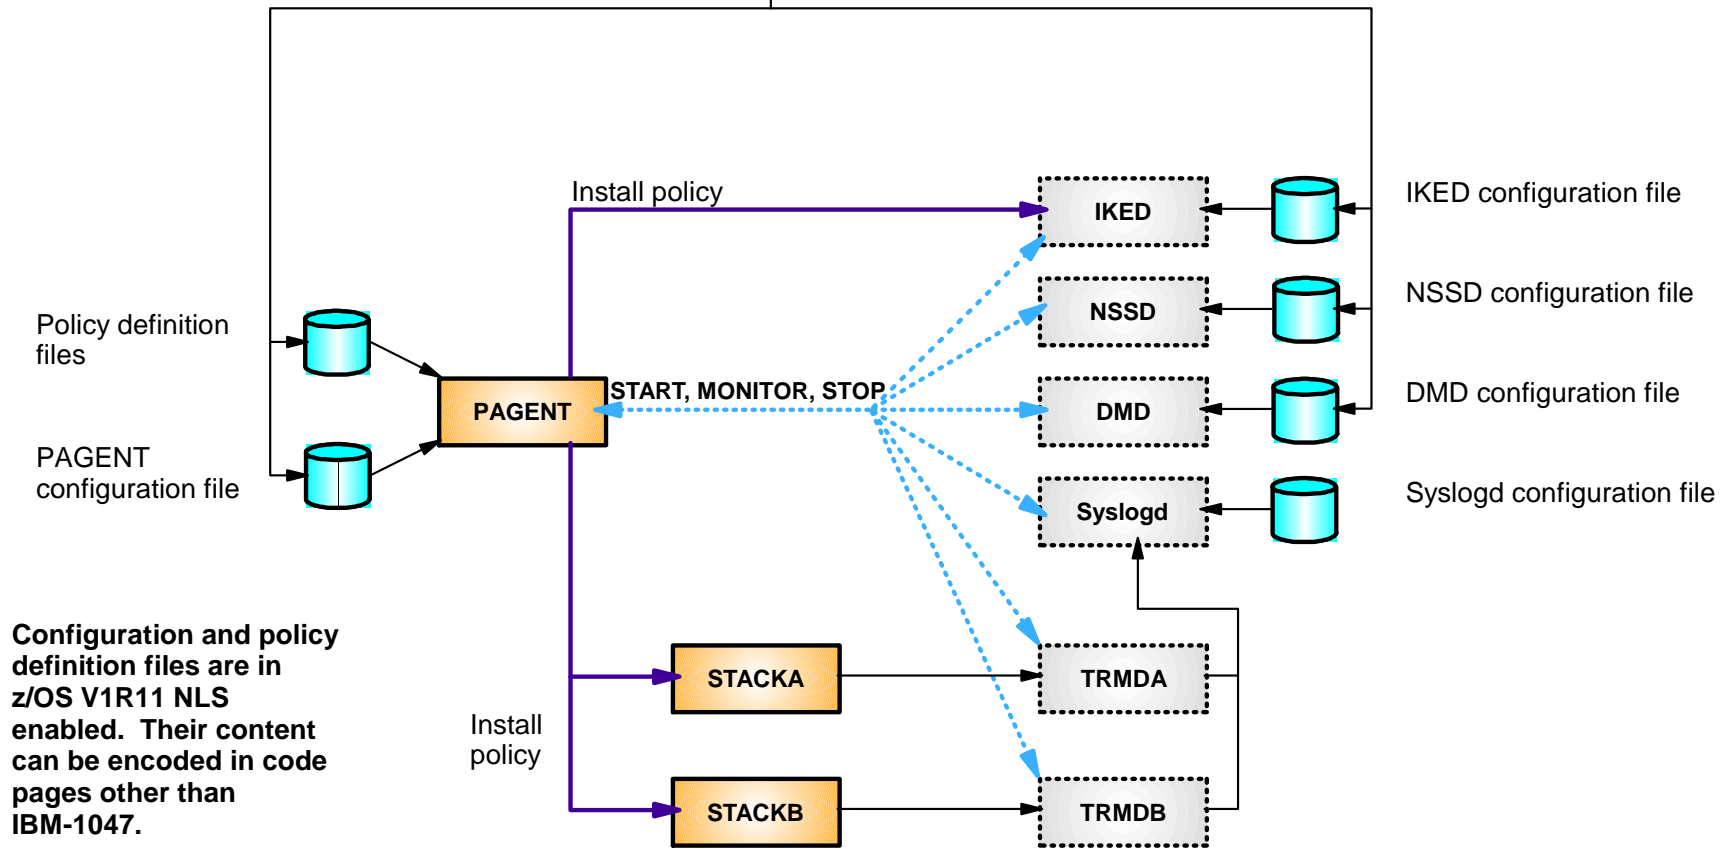 Install policy
IKED
IKED configuration file
NSSD
NSSD configuration file
Policy definition
files
START, MONITOR, STOP
PAGENT
DMD
DMD configuration file
PAGENT
configuration file
Syslogd
Syslogd configuration file
Configuration and policy
definition files are in
z/OS V1R11 NLS
enabled.  Their content
can be encoded in code
pages other than
IBM-1047.
Install
policy
STACKA
TRMDA
STACKB
TRMDB